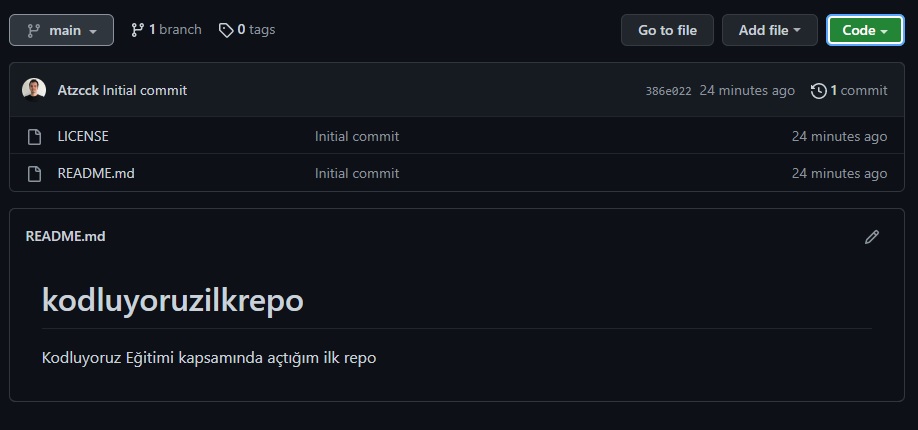 main 1 branch 0 tags Go to file Add file Code
Atzcck Initial commit 386e022 24 minutes ago 1 commit
LICENSE Initial commit 24 minutes ago
README.md Initial commit 24 minutes ago
README.md
kodluyoruzilkrepo
Kodluyoruz Eğitimi kapsamında açtığım ilk repo